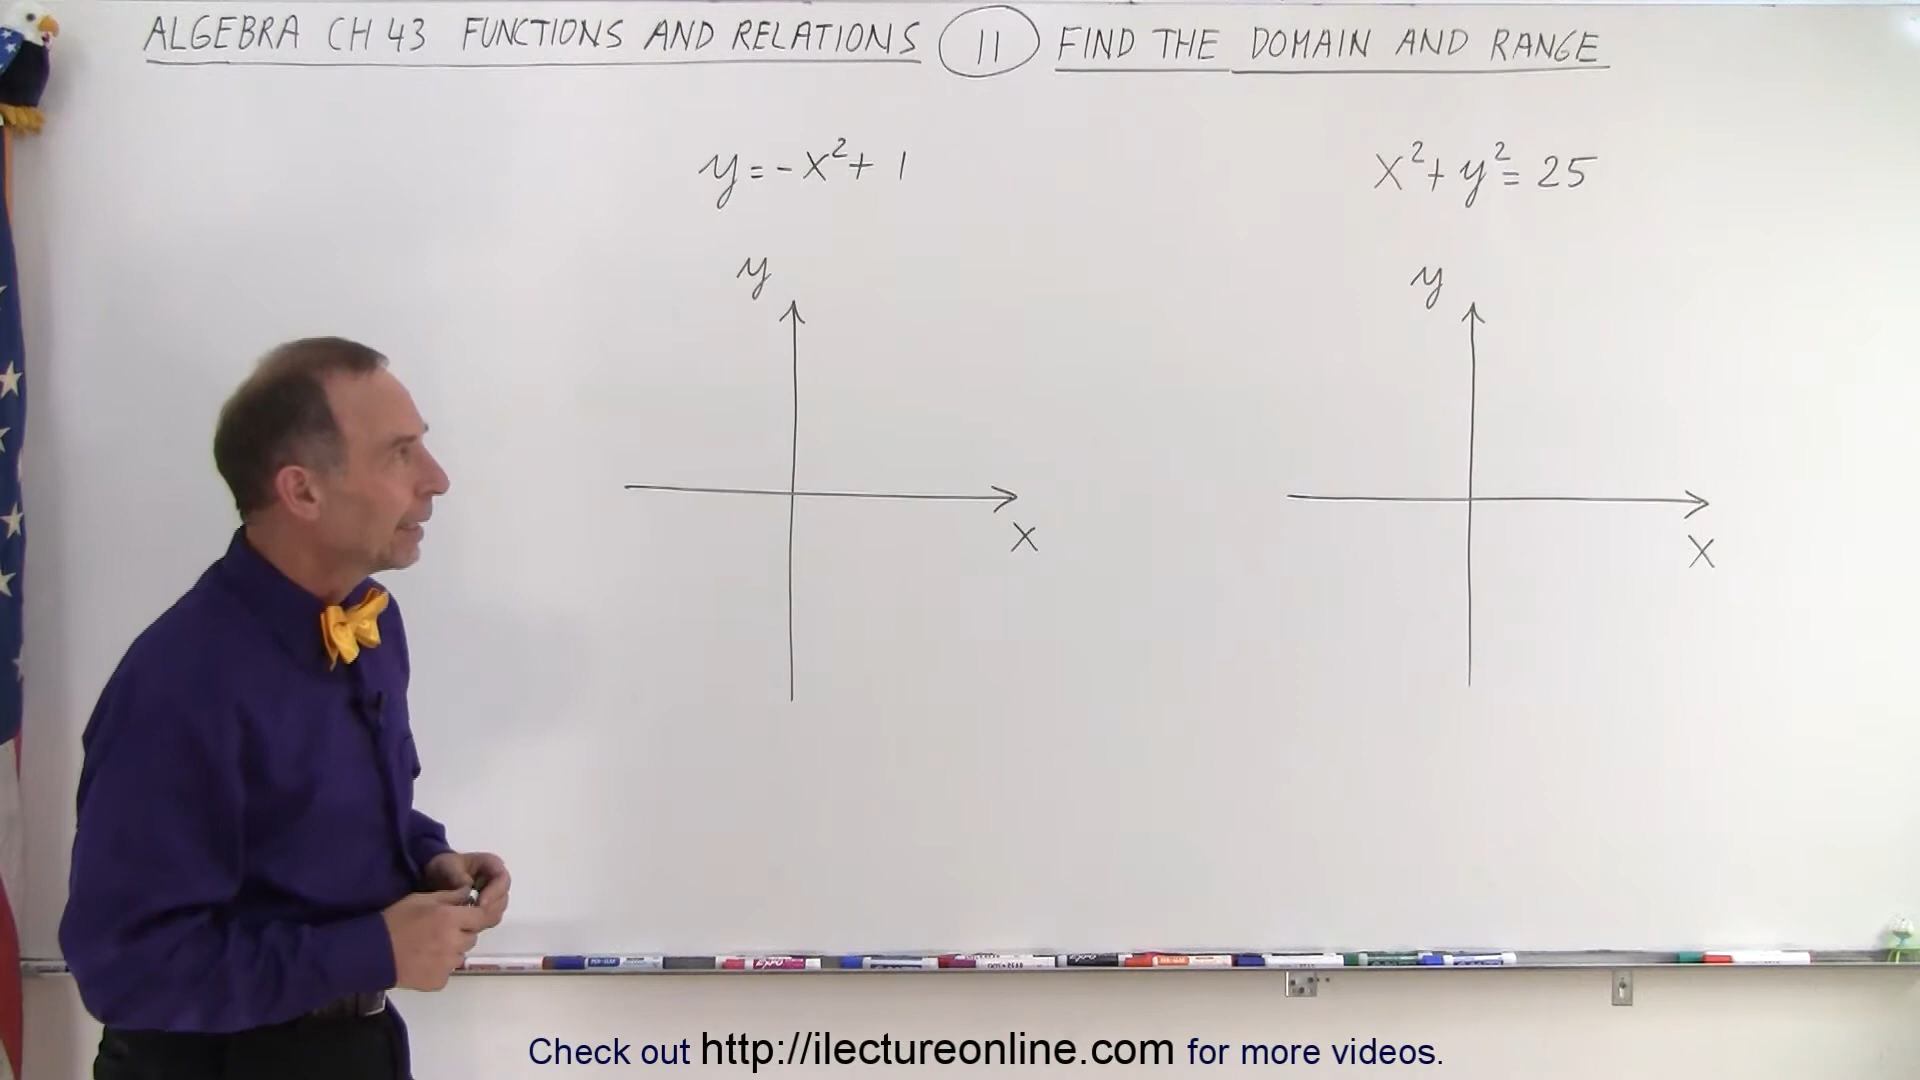 ALGEBRA CH 43 FUNCTIONS AND RELATIONS 11 FIND THE DOMAIN AND RANGE
y = -x² + 1
x² + y² = 25
y
y
x
x
Check out http://ilectureonline.com for more videos.